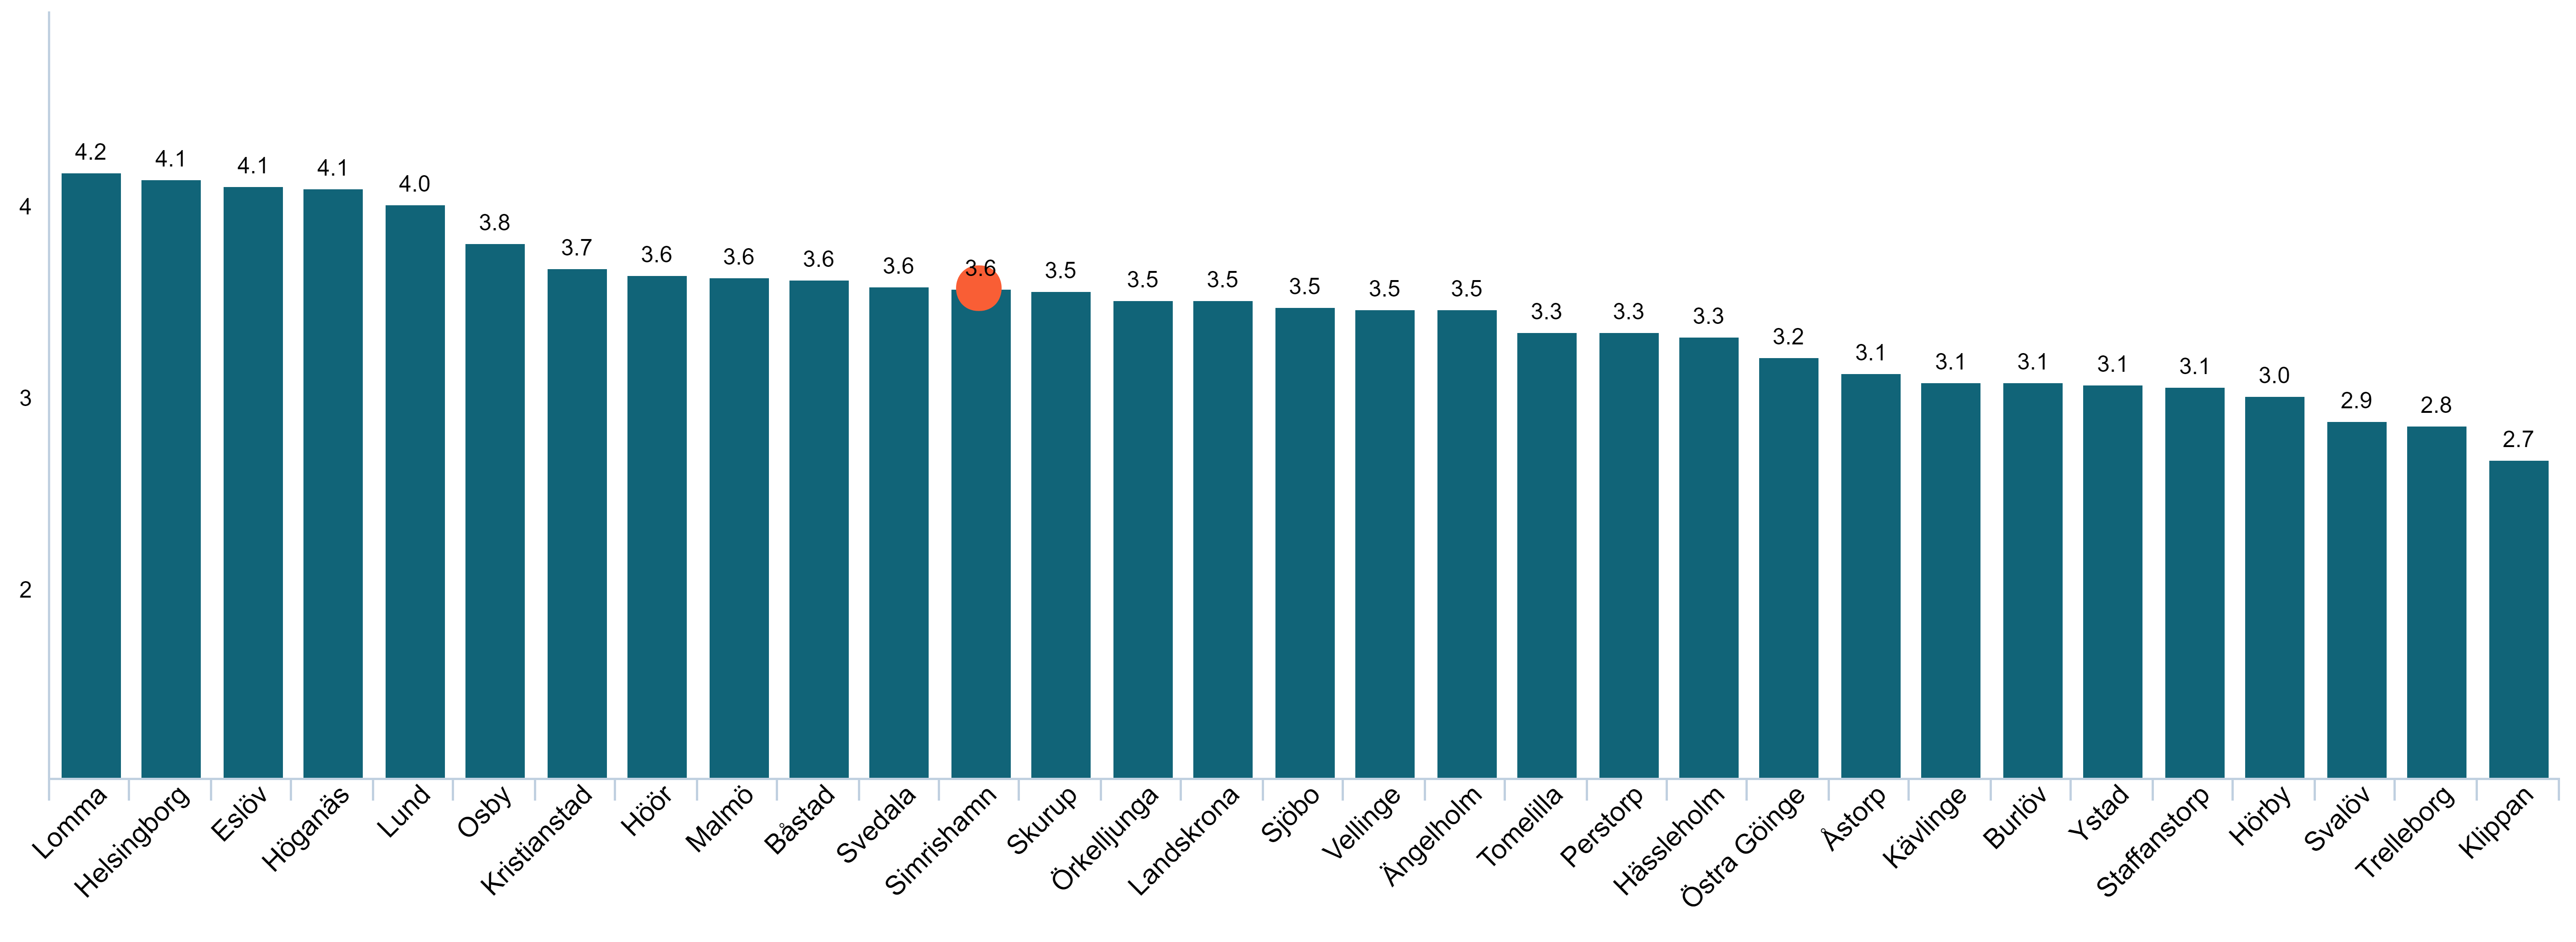 4.2 4.1 4.1 4.1 4.0 3.8 3.7 3.6 3.6 3.6 3.6 3.6 3.5 3.5 3.5 3.5 3.5 3.5 3.3 3.3 3.3 3.2 3.1 3.1 3.1 3.1 3.1 3.0 2.9 2.8 2.7
4
3
2
Lomma Helsingborg Eslöv Höganäs Lund Osby Kristianstad Höör Malmö Båstad Svedala Simrishamn Skurup Örkelljunga Landskrona Sjöbo Vellinge Ängelholm Tomelilla Perstorp Hässleholm Östra Göinge Åstorp Kävlinge Burlöv Ystad Staffanstorp Hörby Svalöv Trelleborg Klippan